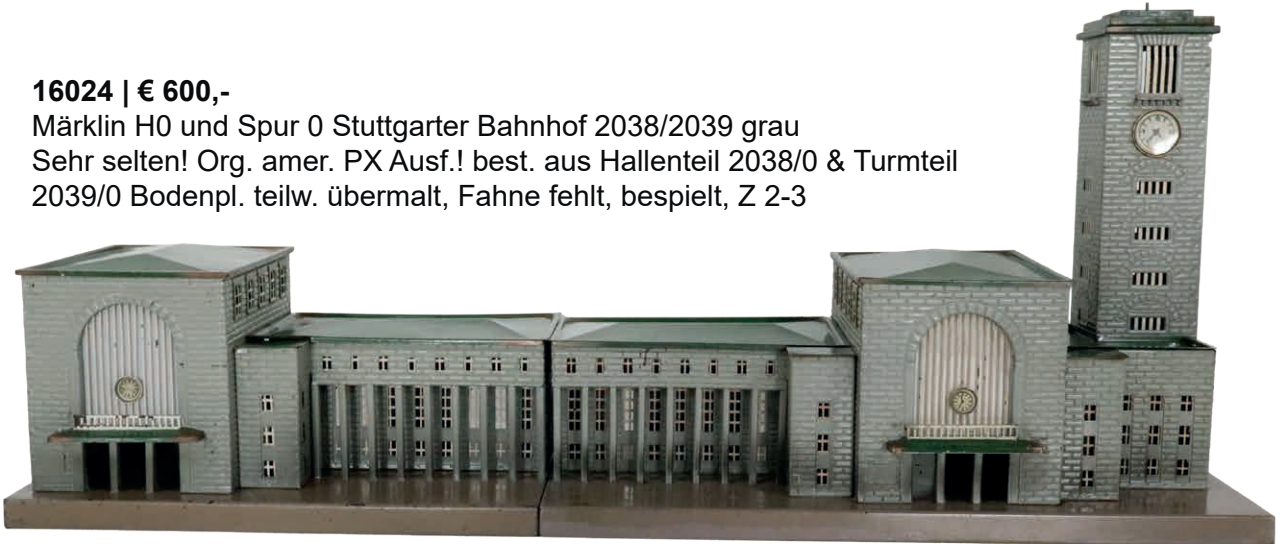 16024 | € 600,-
Märklin H0 und Spur 0 Stuttgarter Bahnhof 2038/2039 grau
Sehr selten! Org. amer. PX Ausf.! best. aus Hallenteil 2038/0 & Turmteil
2039/0 Bodenpl. teilw. übermalt, Fahne fehlt, bespielt, Z 2-3